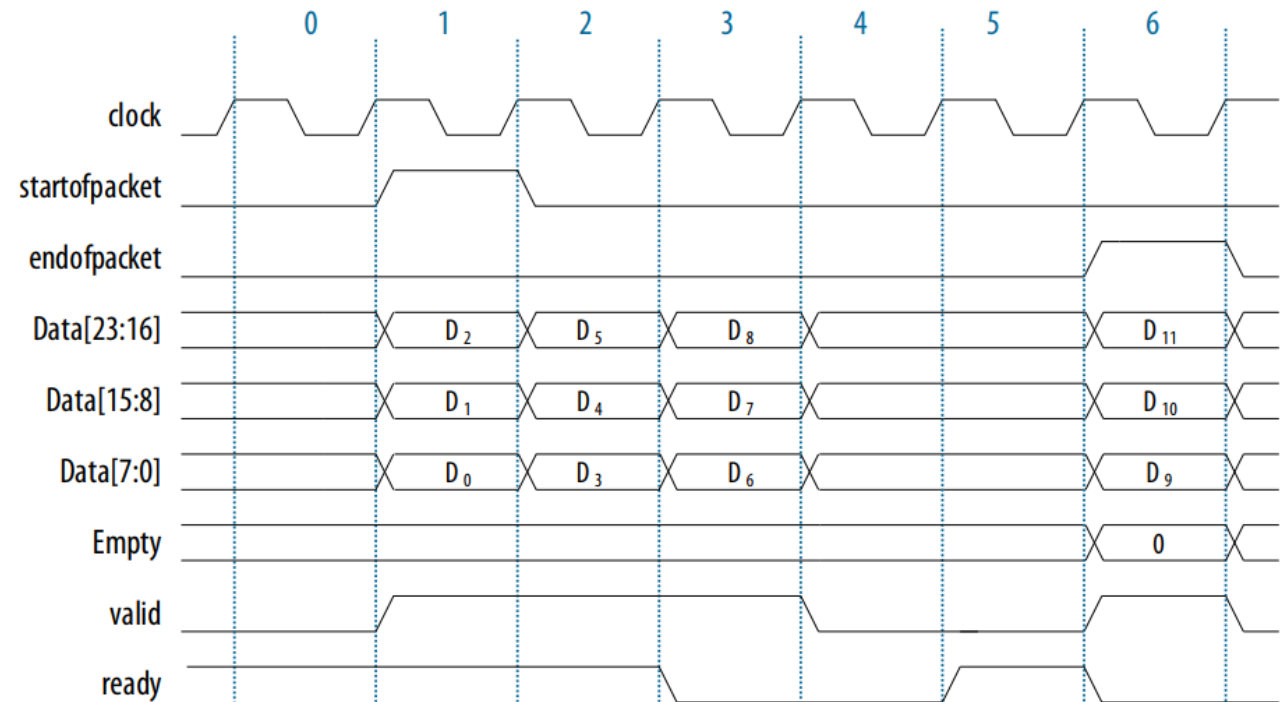 0 1 2 3 4 5 6
clock
startofpacket
endofpacket
Data[23:16] D 2 D 5 D 8 D 11
Data[15:8] D 1 D 4 D 7 D 10
Data[7:0] D 0 D 3 D 6 D 9
Empty 0
valid
ready